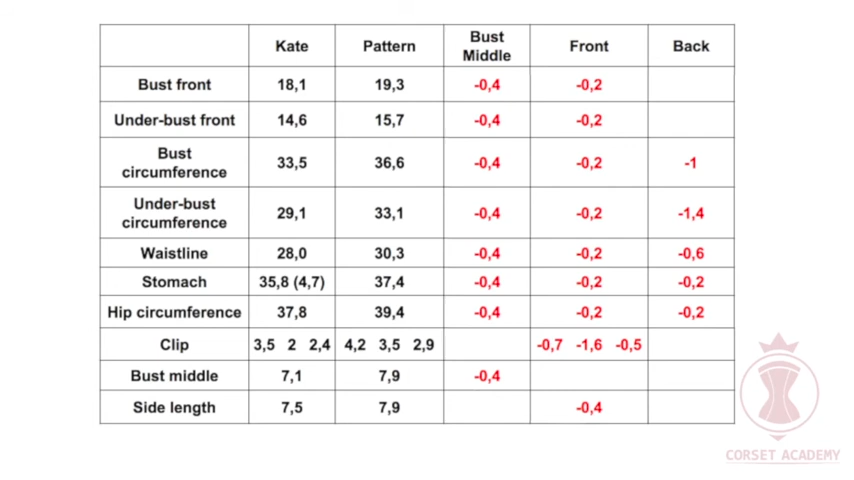 Kate Pattern Bust Middle Front Back
Bust front 18,1 19,3 -0,4 -0,2
Under-bust front 14,6 15,7 -0,4 -0,2
Bust circumference 33,5 36,6 -0,4 -0,2 -1
Under-bust circumference 29,1 33,1 -0,4 -0,2 -1,4
Waistline 28,0 30,3 -0,4 -0,2 -0,6
Stomach 35,8 (4,7) 37,4 -0,4 -0,2 -0,2
Hip circumference 37,8 39,4 -0,4 -0,2 -0,2
Clip 3,5 2 2,4 4,2 3,5 2,9 -0,7 -1,6 -0,5
Bust middle 7,1 7,9 -0,4
Side length 7,5 7,9 -0,4
CORSET ACADEMY